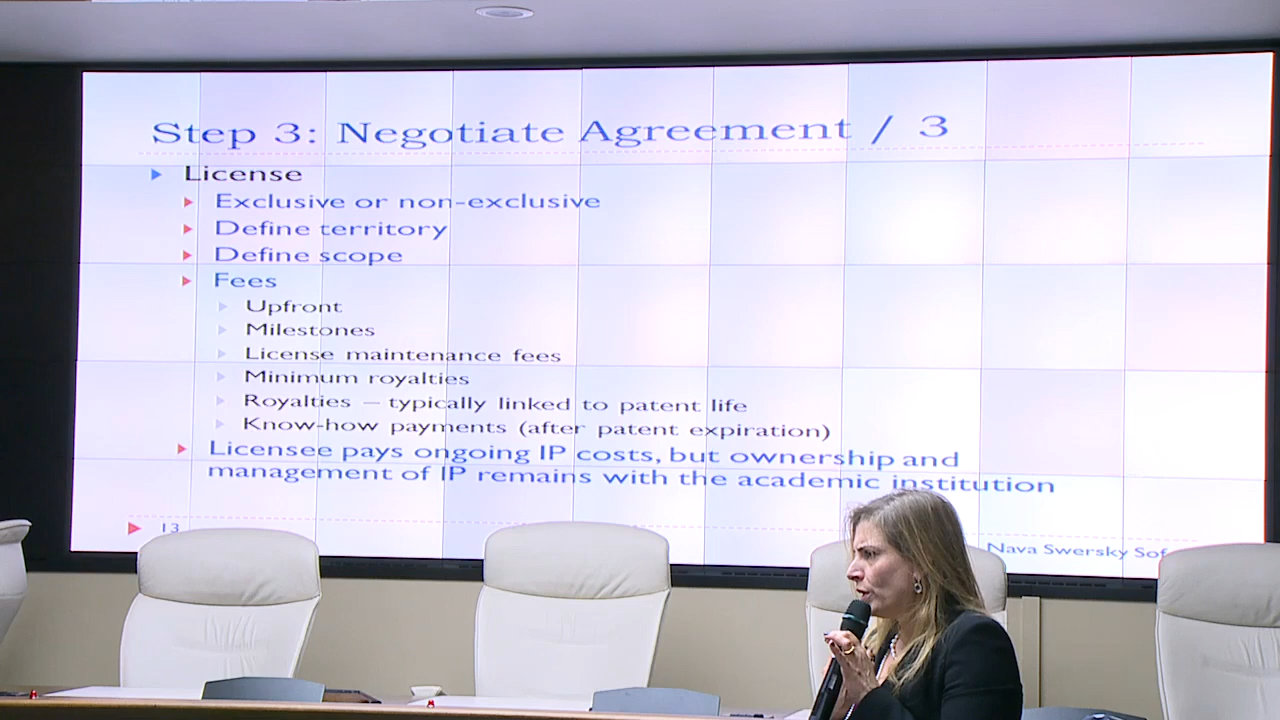 Step 3: Negotiate Agreement / 3
License
Exclusive or non-exclusive
Define territory
Define scope
Fees
Upfront
Milestones
License maintenance fees
Minimum royalties
Royalties – typically linked to patent life
Know-how payments (after patent expiration)
Licensee pays ongoing IP costs, but ownership and
management of IP remains with the academic institution
13
Nava Swersky